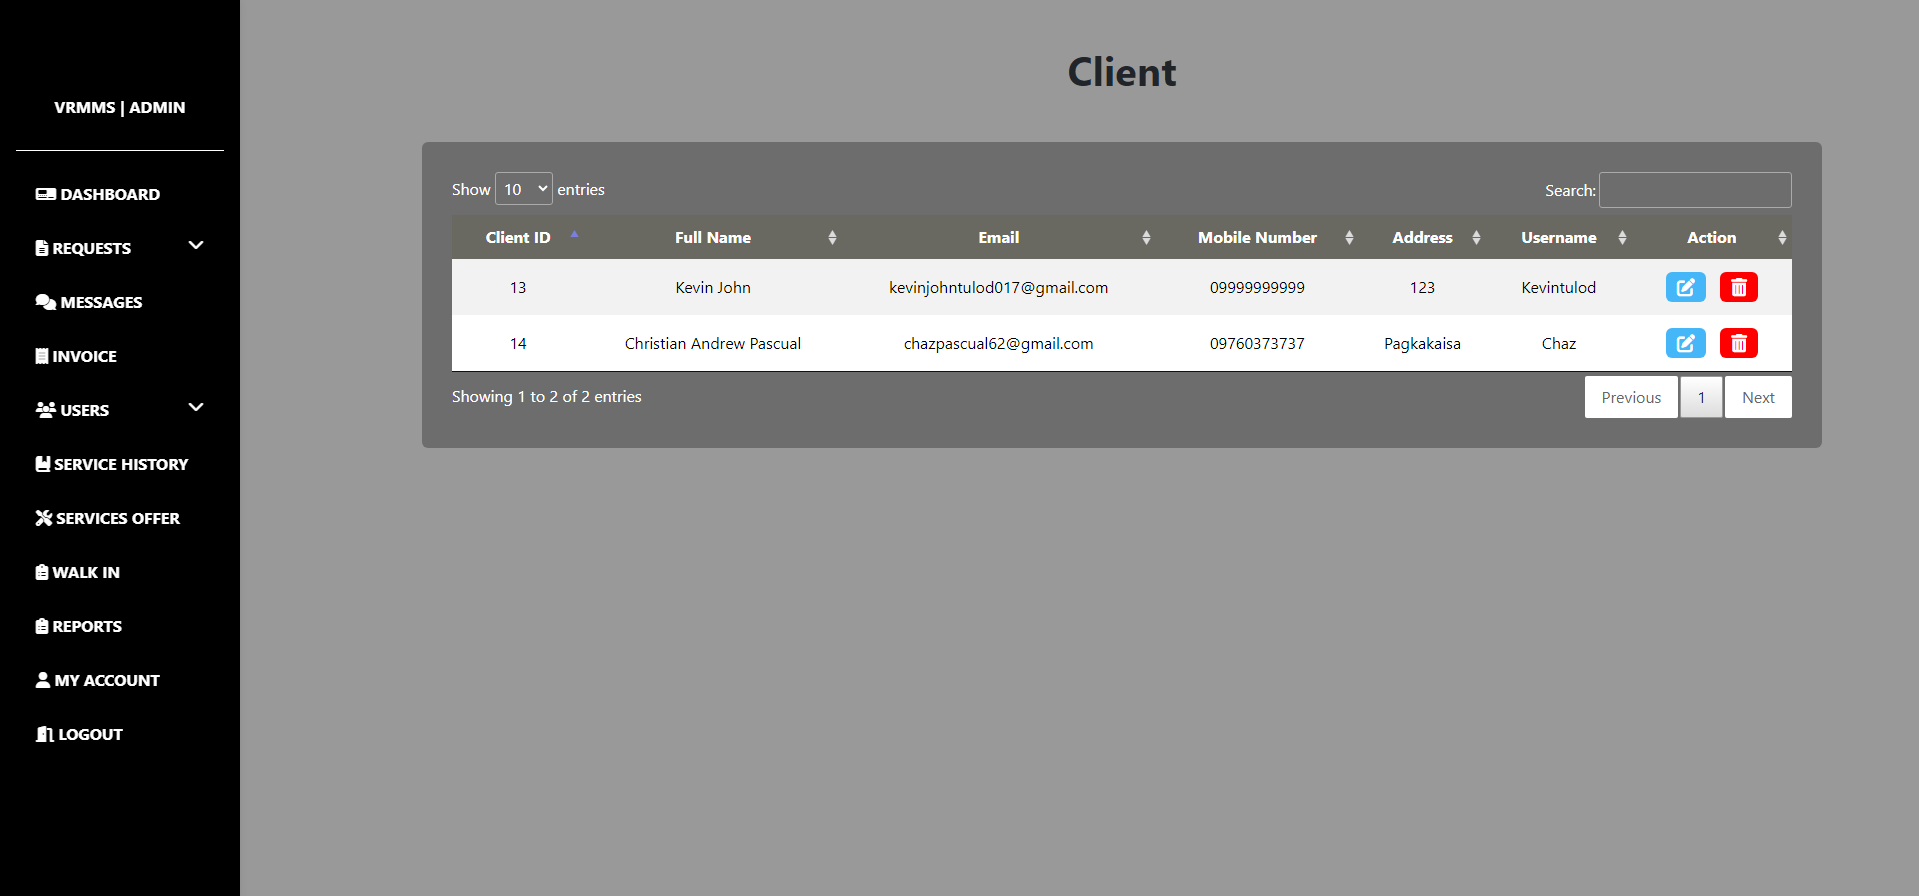 VRMMS | ADMIN
DASHBOARD
REQUESTS
MESSAGES
INVOICE
USERS
SERVICE HISTORY
SERVICES OFFER
WALK IN
REPORTS
MY ACCOUNT
LOGOUT
Client
Show 10 entries Search:
Client ID Full Name Email Mobile Number Address Username Action
13 Kevin John kevinjohntulod017@gmail.com 09999999999 123 Kevintulod
14 Christian Andrew Pascual chazpascual62@gmail.com 09760373737 Pagkakaisa Chaz
Showing 1 to 2 of 2 entries Previous 1 Next